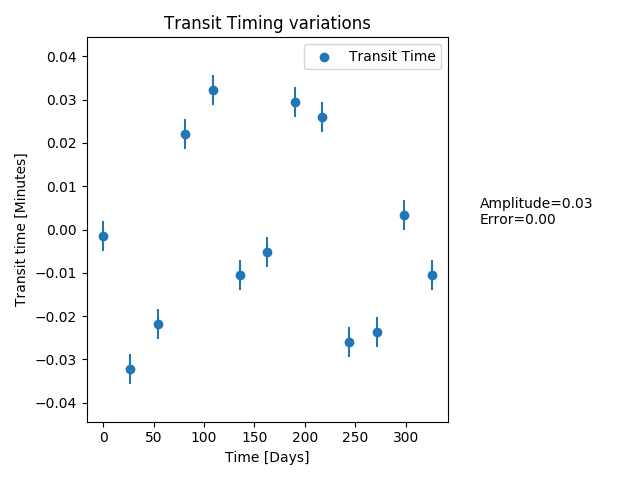 Transit Timing variations
Transit Time
Transit time [Minutes]
0.04
0.03
0.02
0.01
0.00
−0.01
−0.02
−0.03
−0.04
0 50 100 150 200 250 300
Time [Days]
Amplitude=0.03
Error=0.00